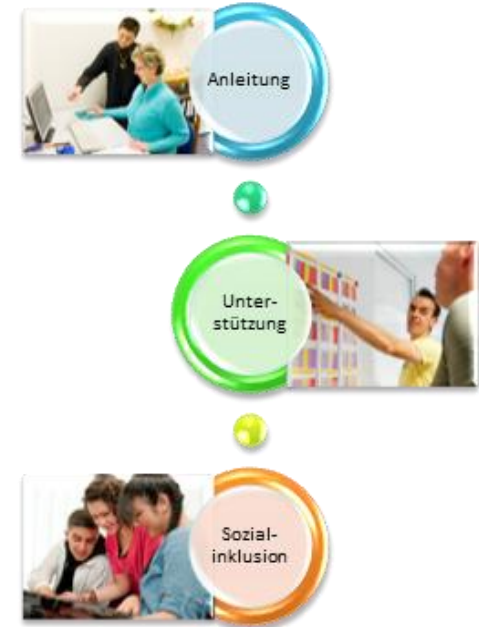 Anleitung
Unter-
stützung
Sozial-
inklusion